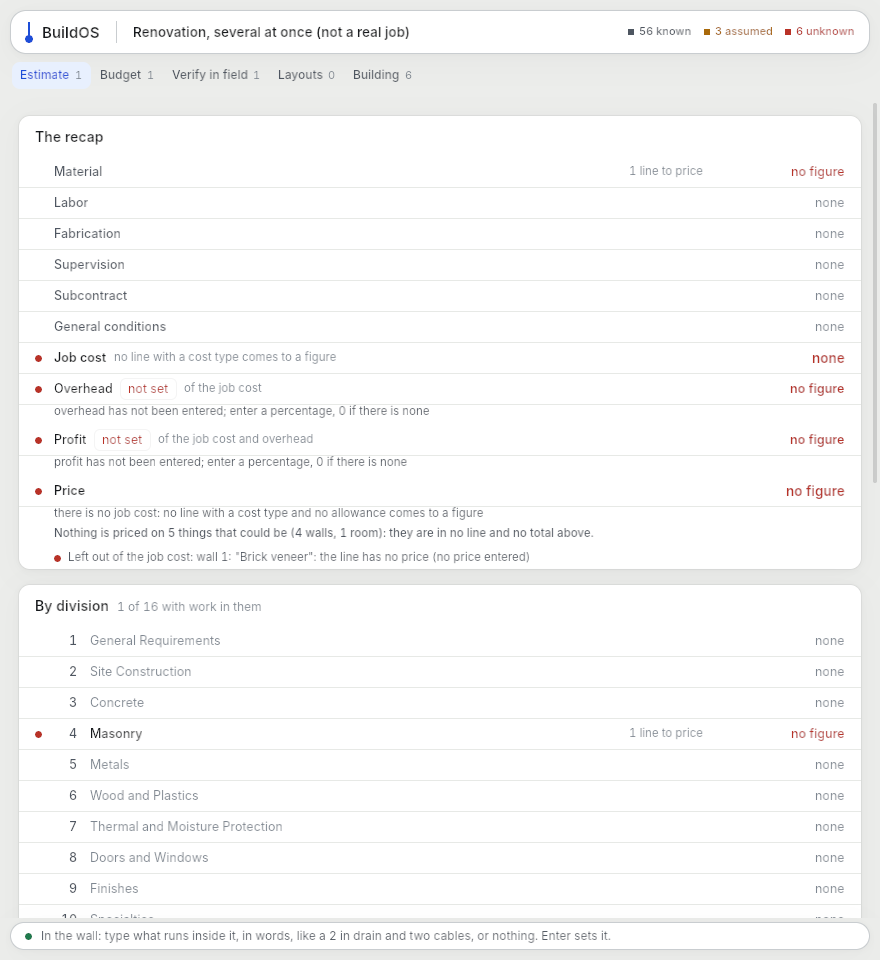 BuildOS
Renovation, several at once (not a real job)
56 known 3 assumed 6 unknown
Estimate 1 Budget 1 Verify in field 1 Layouts 0 Building 6
The recap
Material 1 line to price no figure
Labor none
Fabrication none
Supervision none
Subcontract none
General conditions none
Job cost no line with a cost type comes to a figure none
Overhead not set of the job cost no figure
overhead has not been entered; enter a percentage, 0 if there is none
Profit not set of the job cost and overhead no figure
profit has not been entered; enter a percentage, 0 if there is none
Price no figure
there is no job cost: no line with a cost type and no allowance comes to a figure
Nothing is priced on 5 things that could be (4 walls, 1 room): they are in no line and no total above.
Left out of the job cost: wall 1: "Brick veneer": the line has no price (no price entered)
By division 1 of 16 with work in them
1 General Requirements none
2 Site Construction none
3 Concrete none
4 Masonry 1 line to price no figure
5 Metals none
6 Wood and Plastics none
7 Thermal and Moisture Protection none
8 Doors and Windows none
9 Finishes none
10 Specialties none
In the wall: type what runs inside it, in words, like a 2 in drain and two cables, or nothing. Enter sets it.